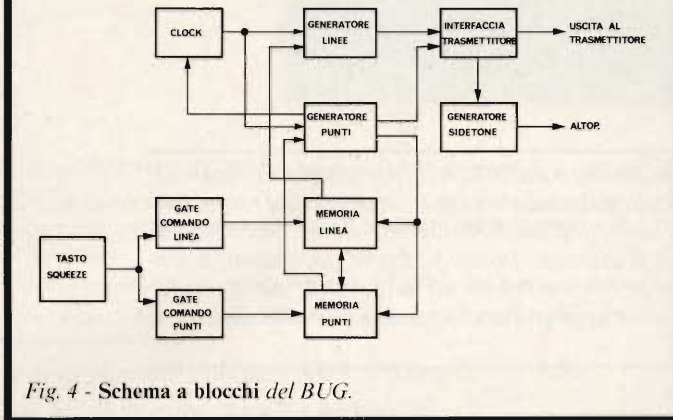 CLOCK
GENERATORE
LINEE
INTERFACCIA
TRASMETTITORE
USCITA AL
TRASMETTITORE
GENERATORE
PUNTI
GENERATORE
SIDETONE
ALTOP.
GATE
COMANDO
LINEA
MEMORIA
LINEA
TASTO
SQUEEZE
GATE
COMANDO
PUNTI
MEMORIA
PUNTI
Fig. 4 - Schema a blocchi del BUG.